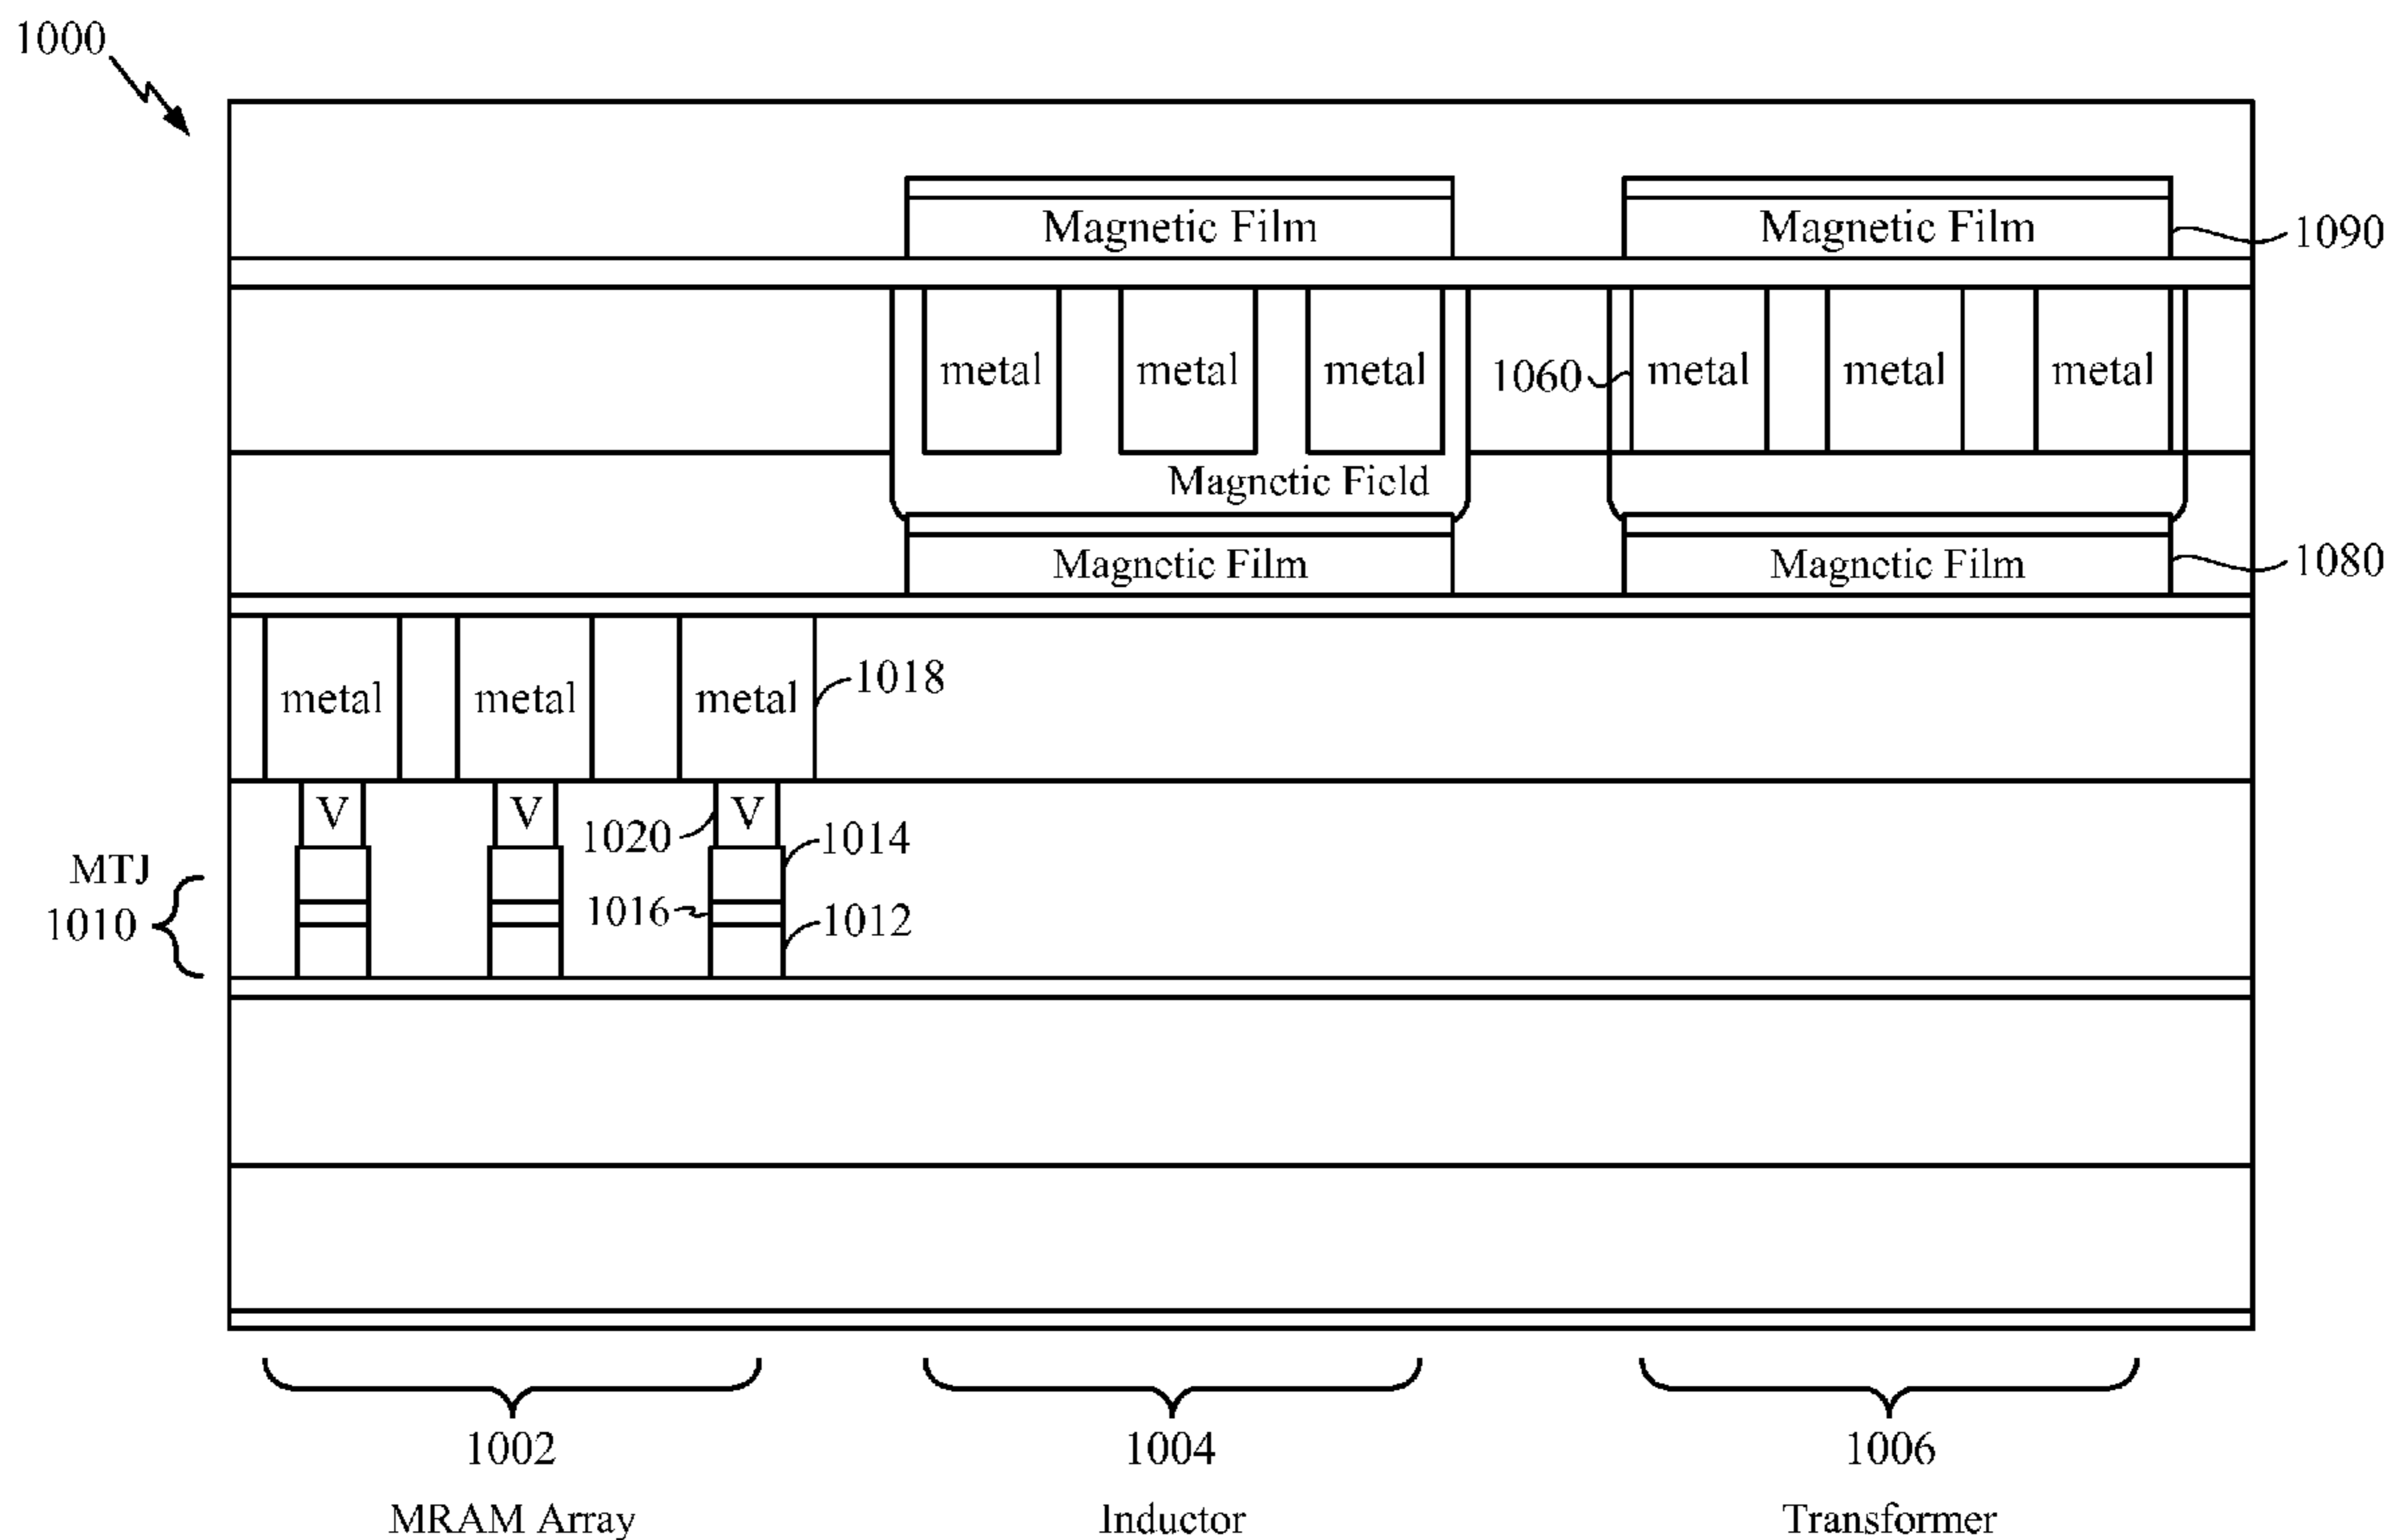 1000
Magnetic Film
Magnetic Film
1090
metal
metal
metal
1060
metal
metal
metal
Magnetic Field
Magnetic Film
Magnetic Film
1080
metal
metal
metal
1018
V
V
V
1020
1014
MTJ
1010
1016
1012
1002
1004
1006
MRAM Array
Inductor
Transformer